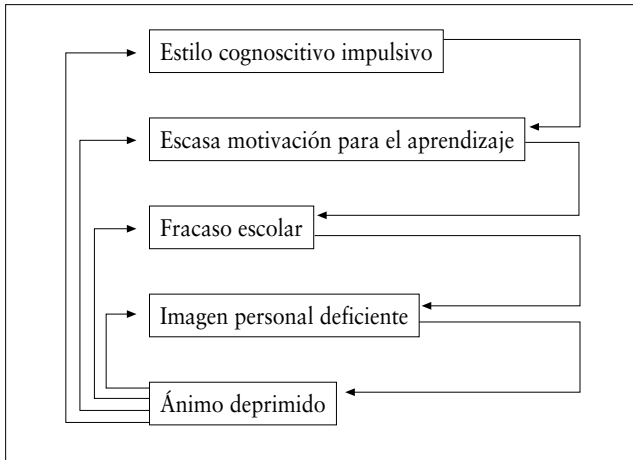 Estilo cognoscitivo impulsivo
Escasa motivación para el aprendizaje
Fracaso escolar
Imagen personal deficiente
Ánimo deprimido